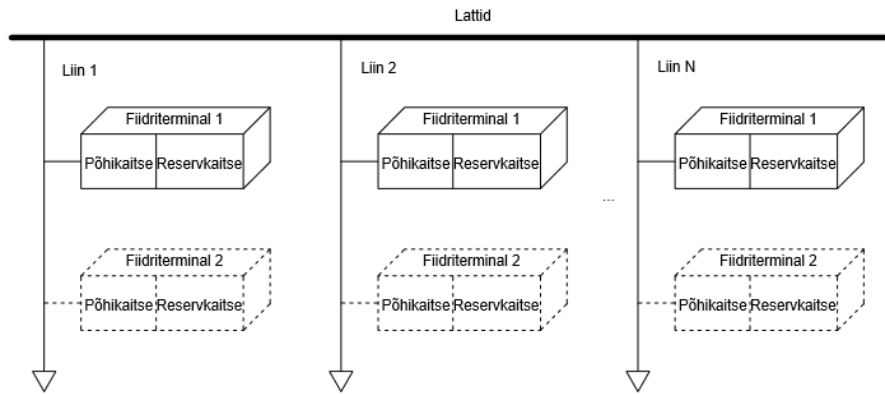 Lattid
Liin 1
Liin 2
Liin N
Fiidriterminal 1
Fiidriterminal 1
Fiidriterminal 1
Põhikaitse Reservkaitse
Põhikaitse Reservkaitse
Põhikaitse Reservkaitse
...
Fiidriterminal 2
Fiidriterminal 2
Fiidriterminal 2
Põhikaitse Reservkaitse
Põhikaitse Reservkaitse
Põhikaitse Reservkaitse